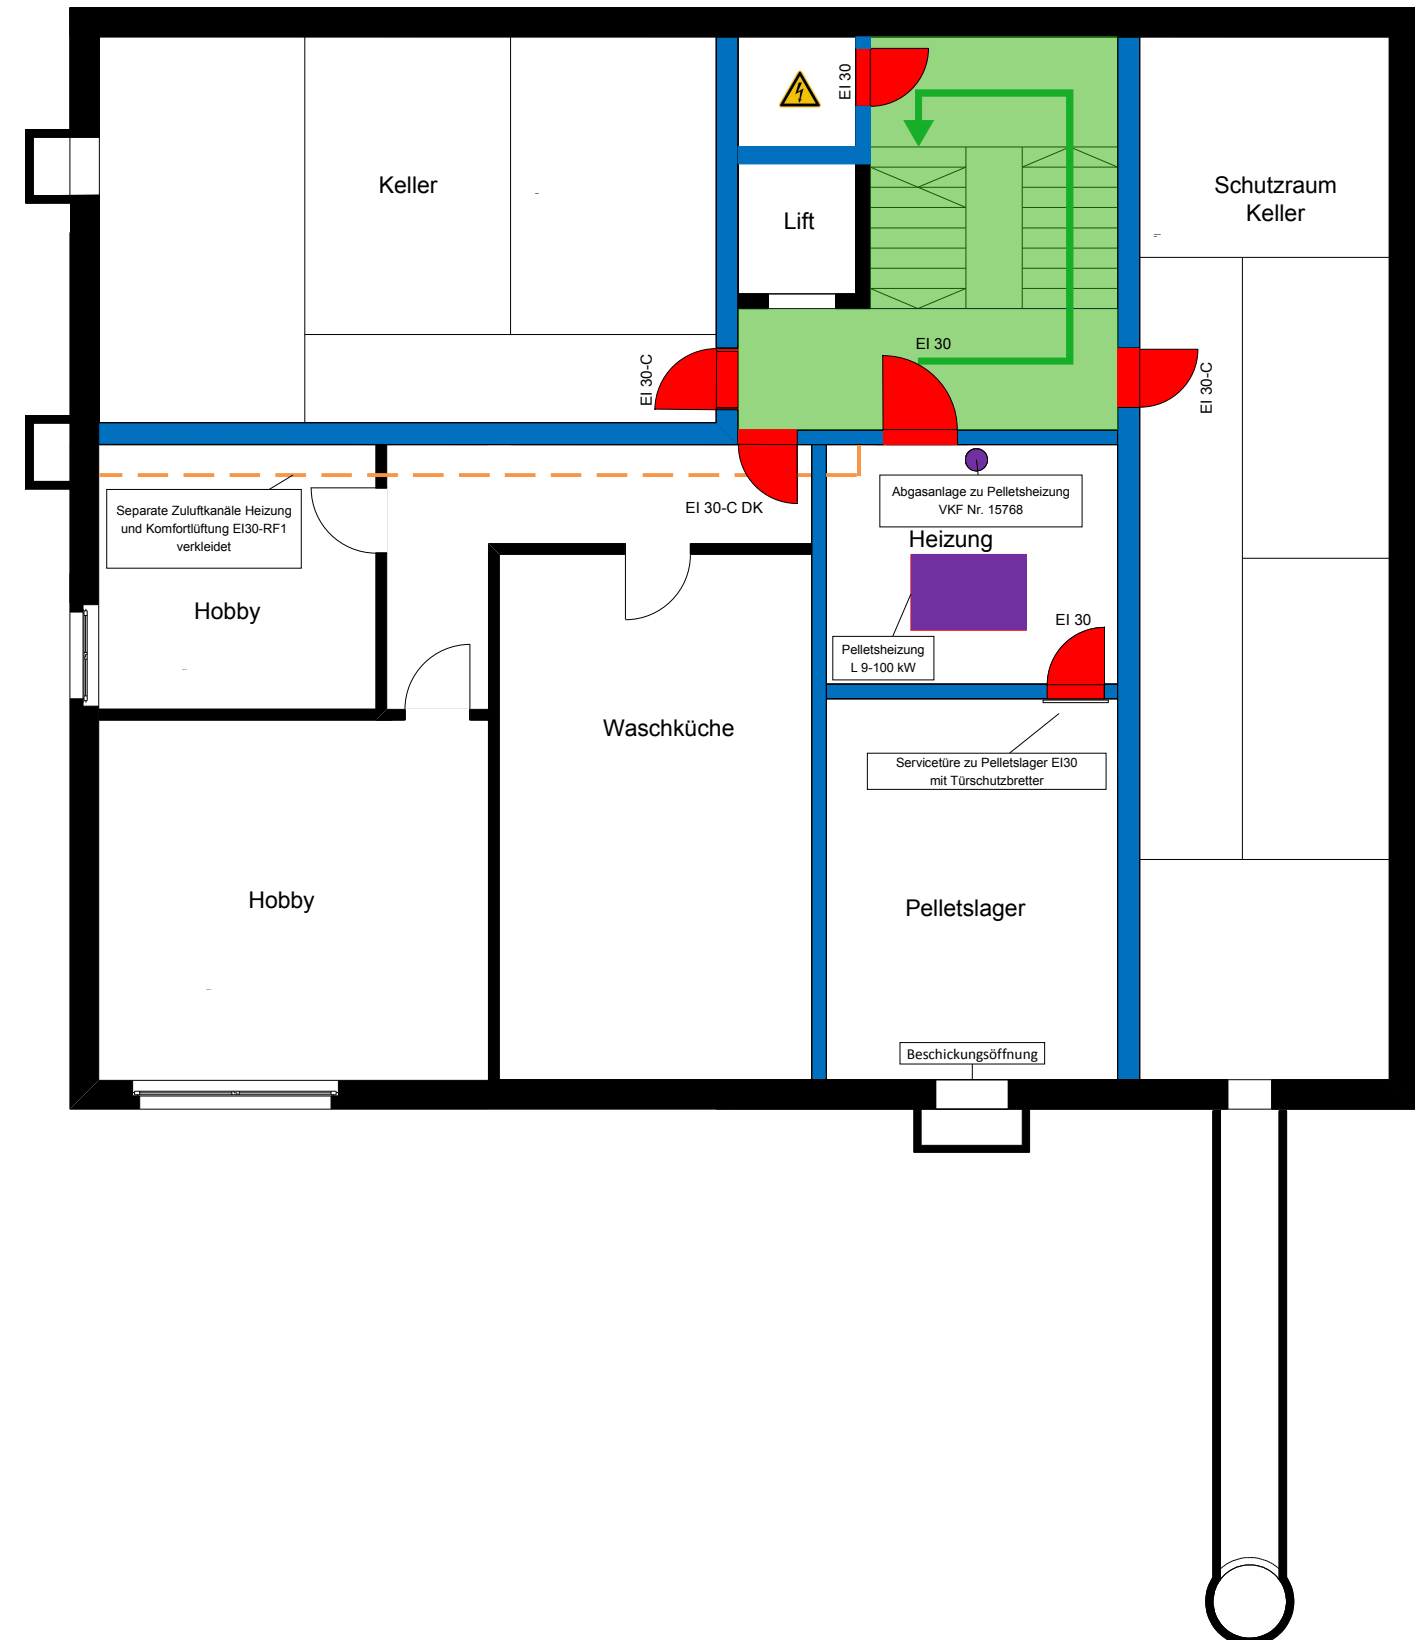 EI 30
Keller
Schutzraum
Keller
Lift
EI 30
EI 30-C
EI 30-C
Separate Zuluftkanäle Heizung
und Komfortlüftung EI30-RF1
verkleidet
EI 30-C DK
Abgasanlage zu Pelletsheizung
VKF Nr. 15768
Heizung
Hobby
EI 30
Pelletsheizung
L 9-100 kW
Waschküche
Servicetüre zu Pelletslager EI30
mit Türschutzbretter
Hobby
Pelletslager
Beschickungsöffnung